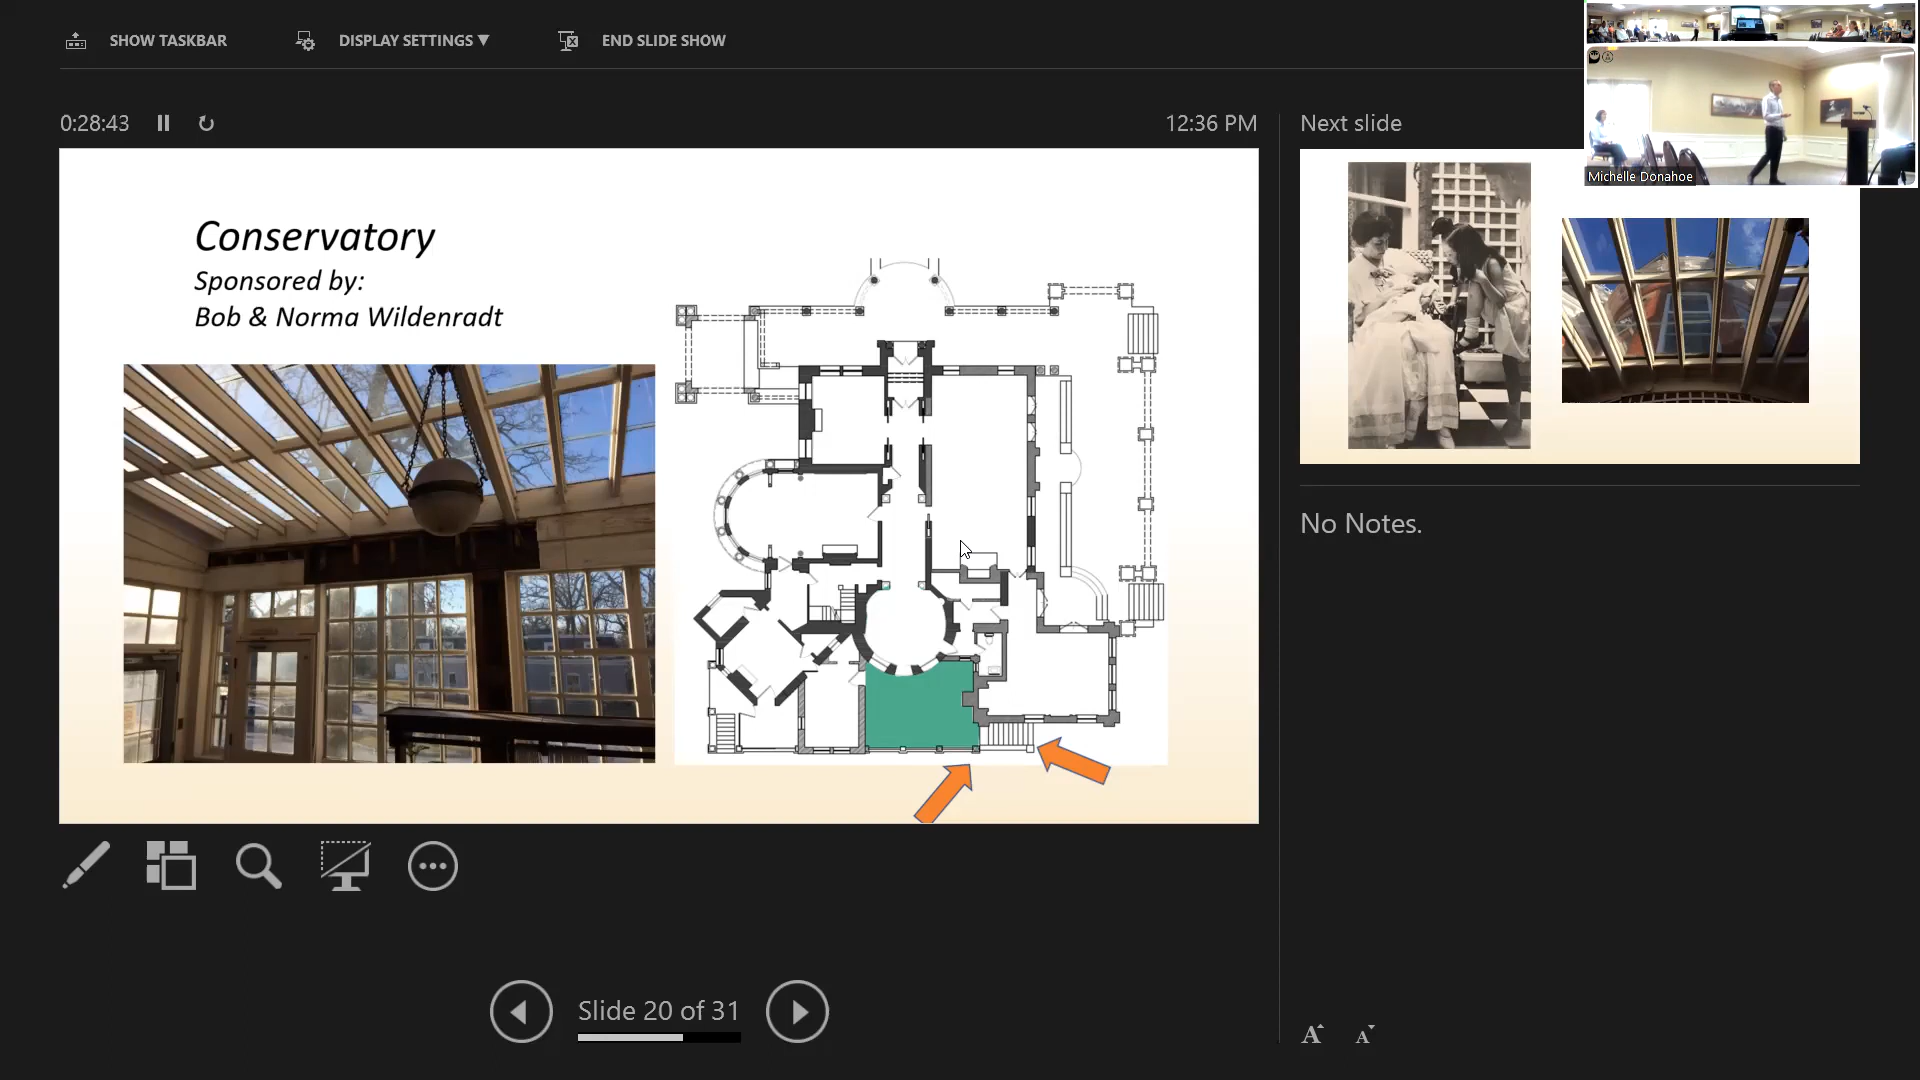 SHOW TASKBAR
DISPLAY SETTINGS ▼
END SLIDE SHOW
0:28:43
12:36 PM
Next slide
Michelle Donahoe
Conservatory
Sponsored by:
Bob & Norma Wildenradt
No Notes.
Slide 20 of 31
A A